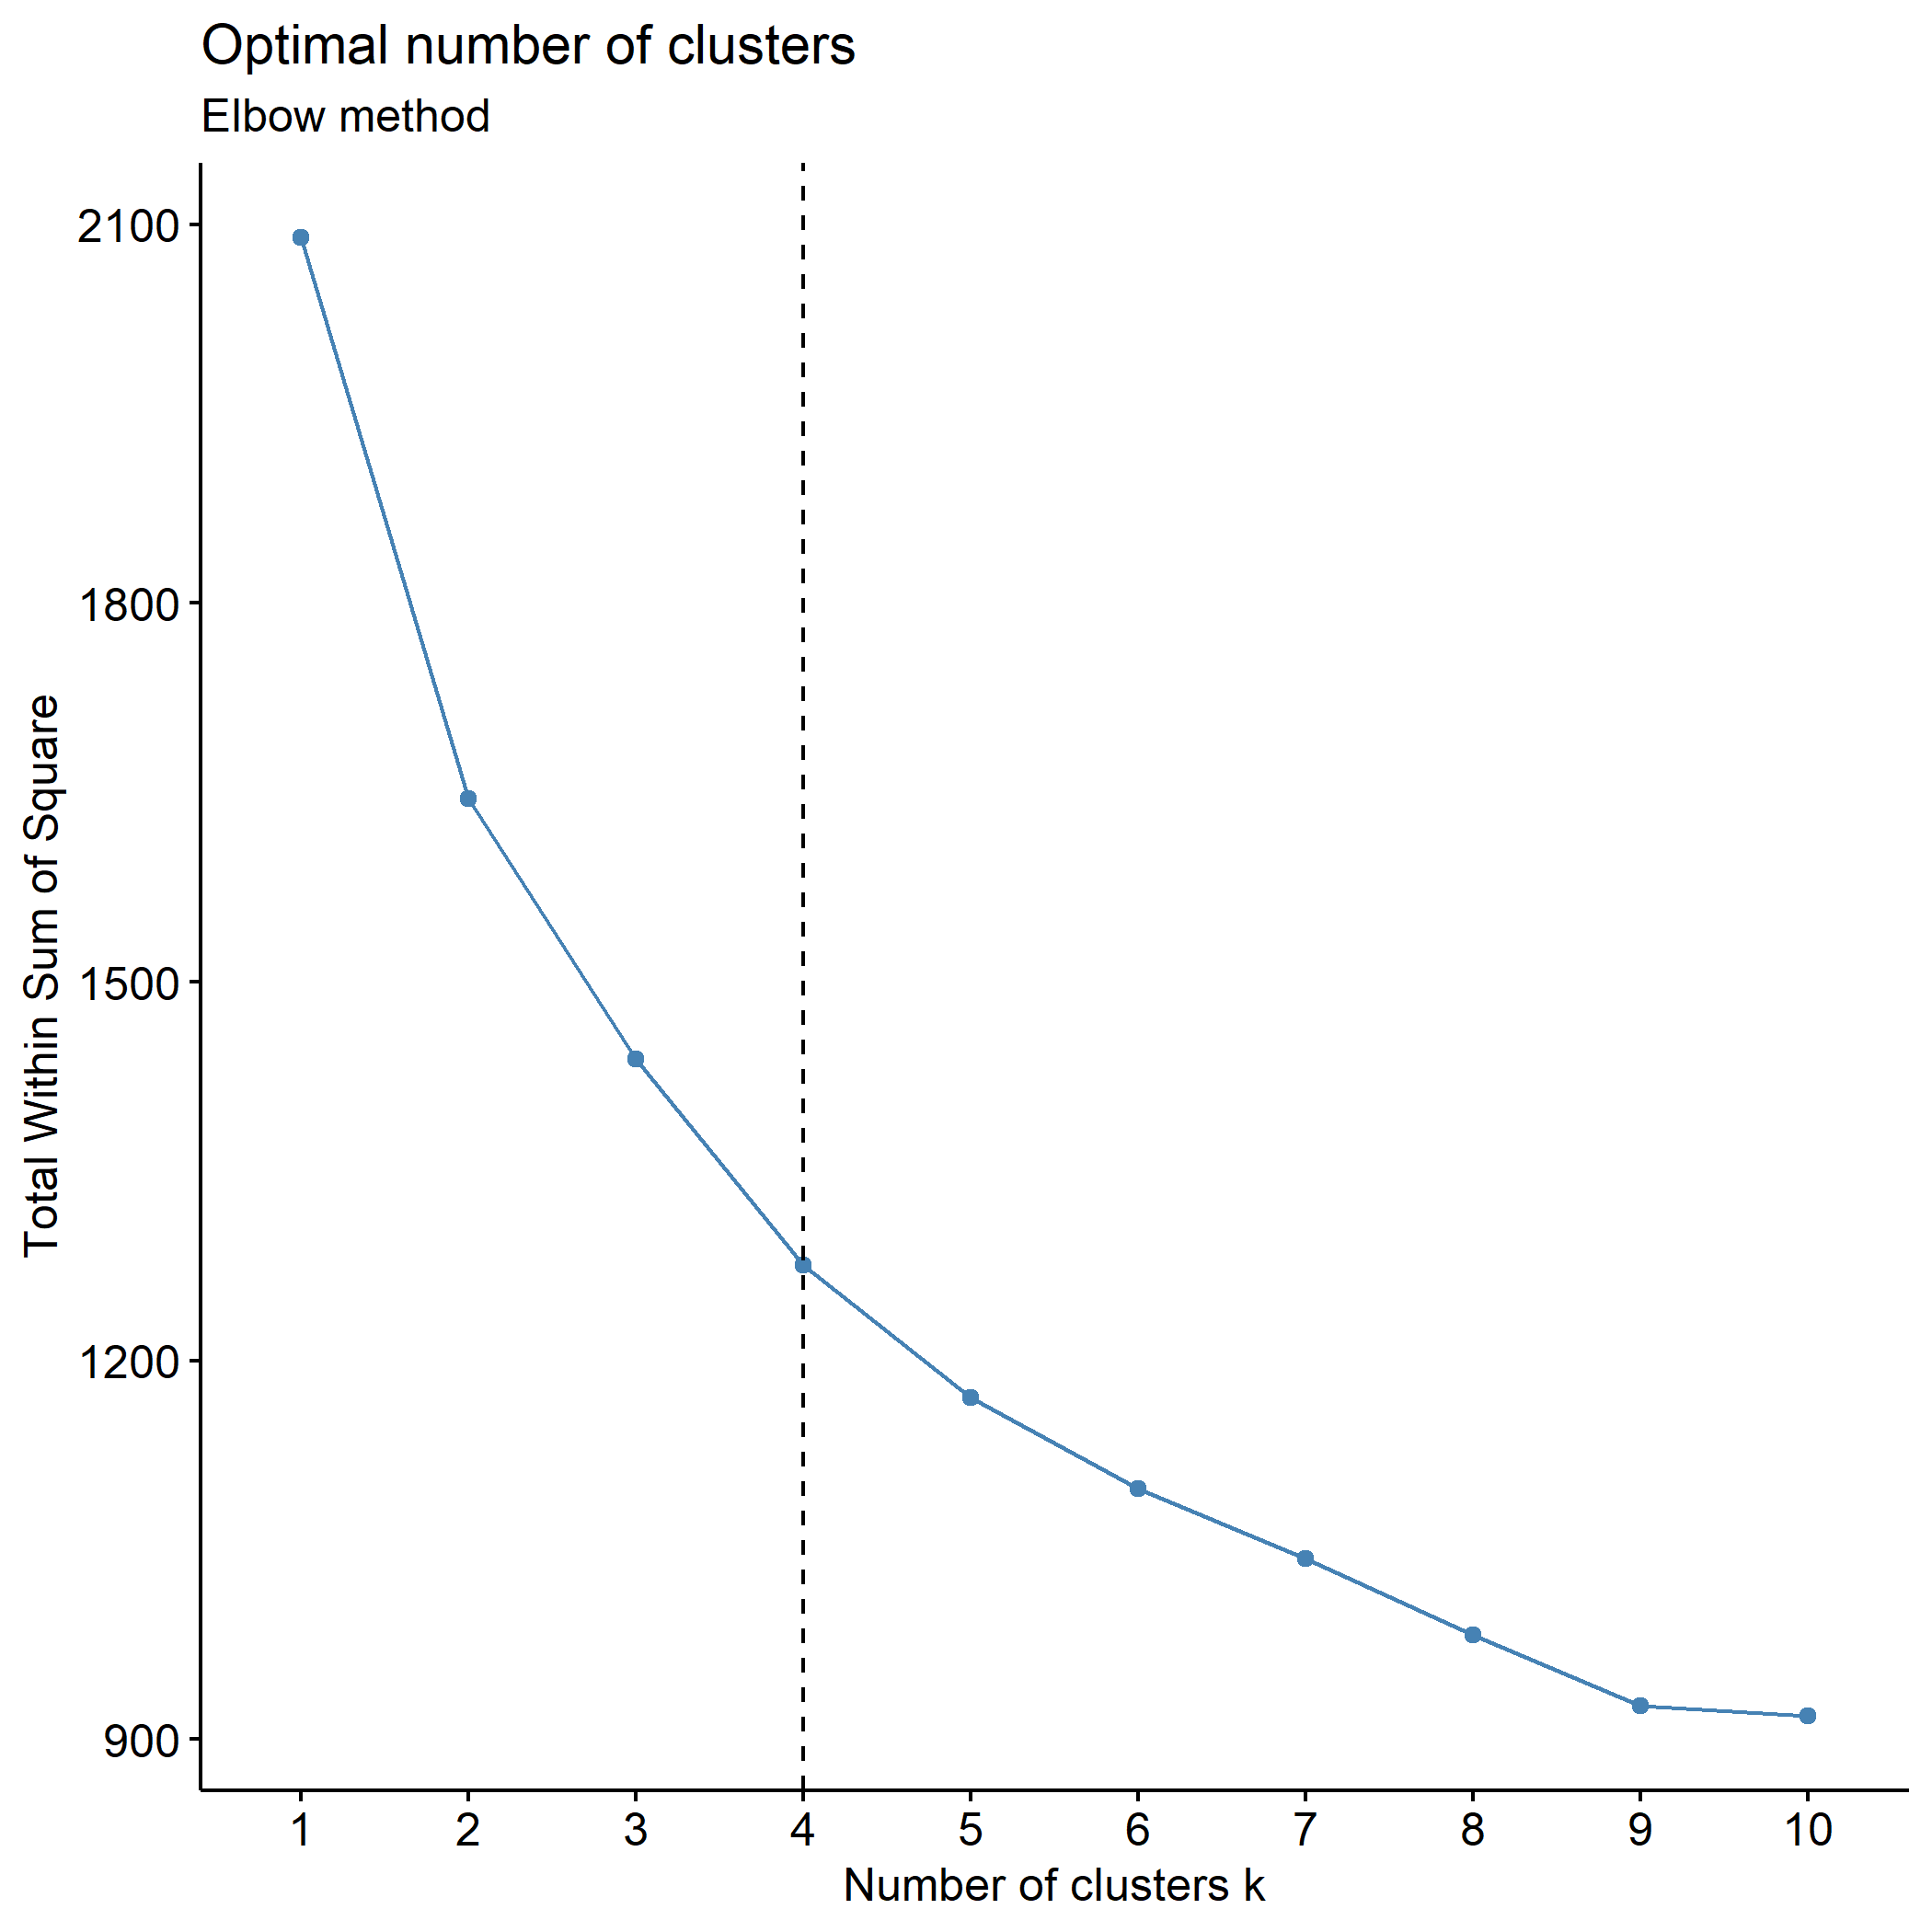 Optimal number of clusters
Elbow method
2100
1800
1500
1200
900
Total Within Sum of Square
1 2 3 4 5 6 7 8 9 10
Number of clusters k